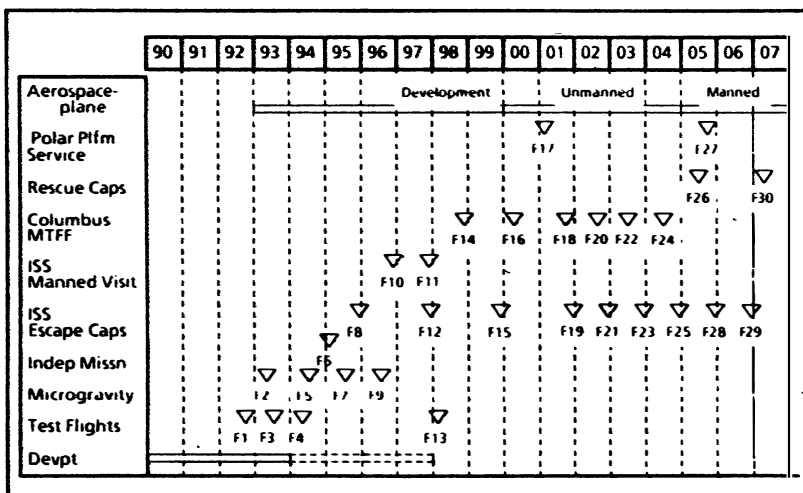 90 91 92 93 94 95 96 97 98 99 00 01 02 03 04 05 06 07
Aerospace-
plane
Development Unmanned Manned
Polar Plfm
Service
F17 F27
Rescue Caps
F26 F30
Columbus
MTFF
F14 F16 F18 F20 F22 F24
ISS
Manned Visit
F10 F11
ISS
Escape Caps
F8 F12 F15 F19 F21 F23 F25 F28 F29
Indep Missn
F6
Microgravity
F2 F5 F7 F9
Test Flights
F1 F3 F4 F13
Devpt